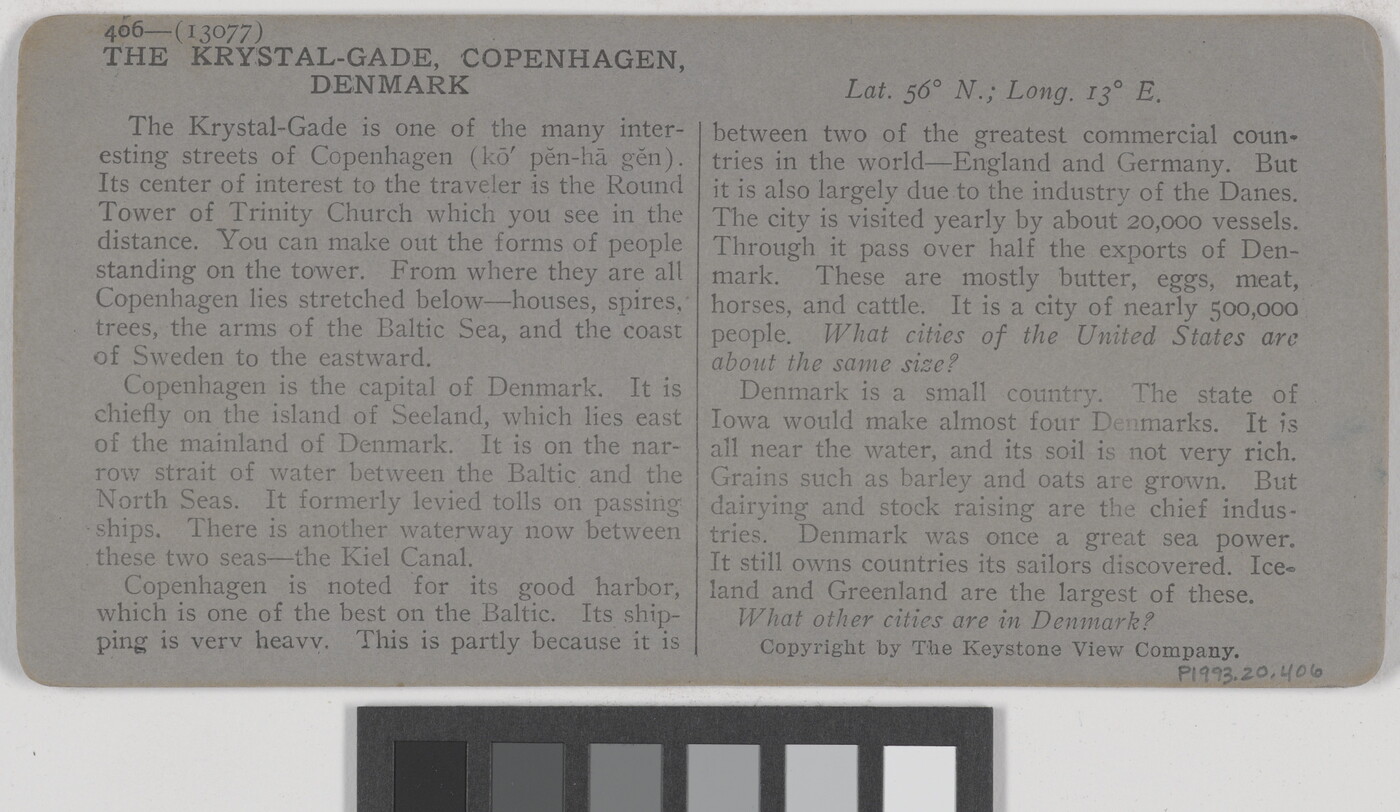 406—(13077)
THE KRYSTAL-GADE, COPENHAGEN,
DENMARK
The Krystal-Gade is one of the many inter-
esting streets of Copenhagen (kō′ pĕn-hā gĕn).
Its center of interest to the traveler is the Round
Tower of Trinity Church which you see in the
distance. You can make out the forms of people
standing on the tower. From where they are all
Copenhagen lies stretched below—houses, spires,
trees, the arms of the Baltic Sea, and the coast
of Sweden to the eastward.
Copenhagen is the capital of Denmark. It is
chiefly on the island of Seeland, which lies east
of the mainland of Denmark. It is on the nar-
row strait of water between the Baltic and the
North Seas. It formerly levied tolls on passing
ships. There is another waterway now between
these two seas—the Kiel Canal.
Copenhagen is noted for its good harbor,
which is one of the best on the Baltic. Its ship-
ping is very heavy. This is partly because it is
Lat. 56° N.; Long. 13° E.
between two of the greatest commercial coun-
tries in the world—England and Germany. But
it is also largely due to the industry of the Danes.
The city is visited yearly by about 20,000 vessels.
Through it pass over half the exports of Den-
mark. These are mostly butter, eggs, meat,
horses, and cattle. It is a city of nearly 500,000
people. What cities of the United States are
about the same size?
Denmark is a small country. The state of
Iowa would make almost four Denmarks. It is
all near the water, and its soil is not very rich.
Grains such as barley and oats are grown. But
dairying and stock raising are the chief indus-
tries. Denmark was once a great sea power.
It still owns countries its sailors discovered. Ice-
land and Greenland are the largest of these.
What other cities are in Denmark?
Copyright by The Keystone View Company.
P1993.20.406